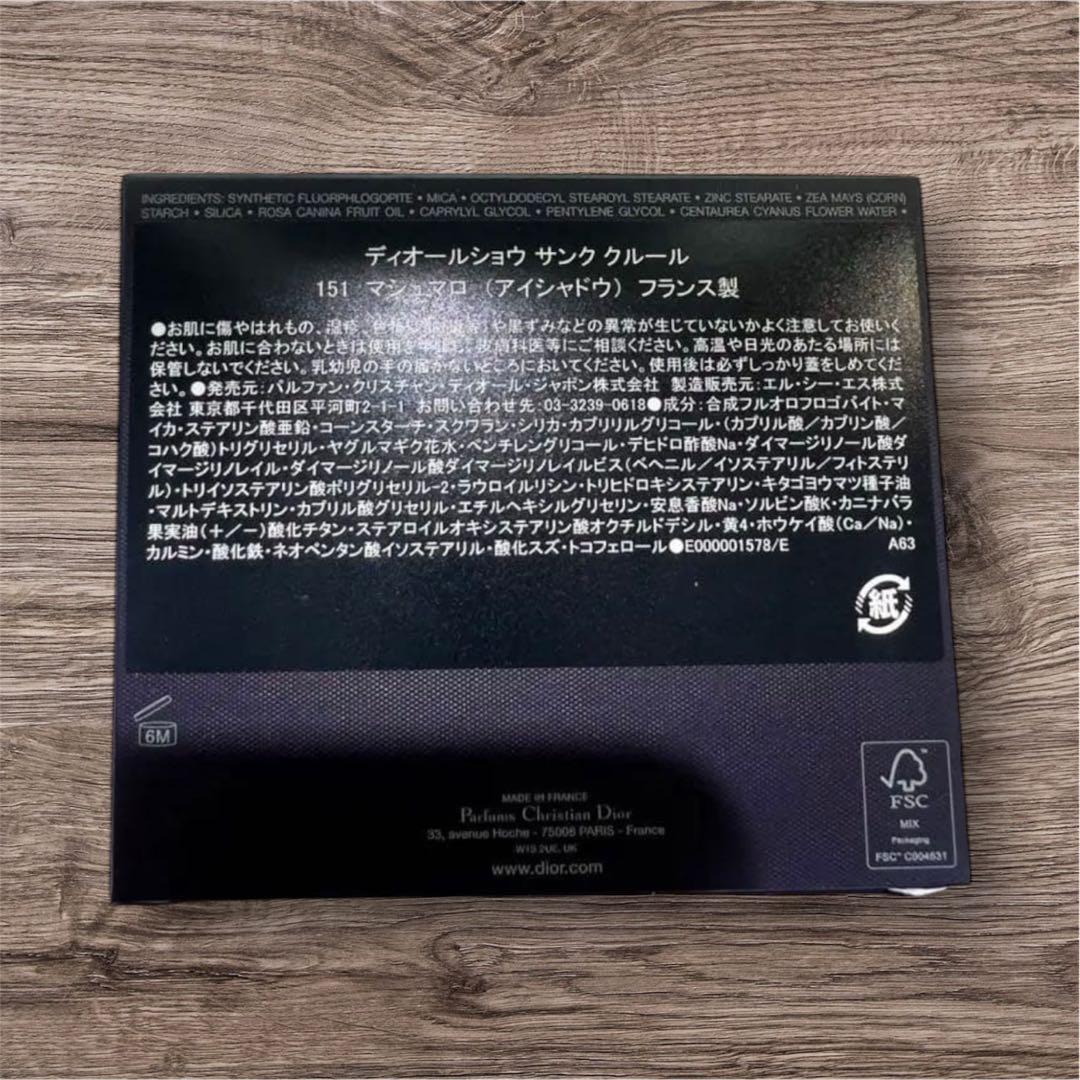 INGREDIENTS: SYNTHETIC FLUORPHLOGOPITE • MICA • OCTYLDODECYL STEAROYL STEARATE • ZINC STEARATE • ZEA MAYS (CORN)
STARCH • SILICA • ROSA CANINA FRUIT OIL • CAPRYLYL GLYCOL • PENTYLENE GLYCOL • CENTAUREA CYANUS FLOWER WATER •
ディオールショウ サンク クルール
151 マシュマロ（アイシャドウ）フランス製
●お肌に傷やはれもの、湿疹、や黒ずみなどの異常が生じていないかよく注意してお使いく
ださい。お肌に合わないときは使用を中止し、皮膚科医等にご相談ください。高温や日光のあたる場所には
保管しないでください。乳幼児の手の届かないところにおいてください。使用後は必ずしっかり蓋をしめてくだ
さい。●発売元：パルファン・クリスチャン・ディオール・ジャポン株式会社 製造販売元：エル・シー・エス株式
会社 東京都千代田区平河町2-1-1 お問い合わせ先：03-3239-0618●成分：合成フルオロフロゴパイト・マ
イカ・ステアリン酸亜鉛・コーンスターチ・スクワラン・シリカ・カプリリルグリコール・（カプリル酸／カプリン酸／
コハク酸）トリグリセリル・ヤグルマギク花水・ペンチレングリコール・デヒドロ酢酸Na・ダイマージリノール酸ダ
イマージリノレイル・ダイマージリノール酸ダイマージリノレイルビス（ベヘニル／イソステアリル／フィトステリ
ル）・トリイソステアリン酸ポリグリセリル-2・ラウロイルリシン・トリヒドロキシステアリン・キタゴヨウマツ種子油
・マルトデキストリン・カプリル酸グリセリル・エチルヘキシルグリセリン・安息香酸Na・ソルビン酸K・カニナバラ
果実油（＋／－）酸化チタン・ステアロイルオキシステアリン酸オクチルドデシル・黄4・ホウケイ酸（Ca／Na）・
カルミン・酸化鉄・ネオペンタン酸イソステアリル・酸化スズ・トコフェロール●E000001578/E A63
紙
6M
MADE IN FRANCE
Parfums Christian Dior
33, avenue Hoche - 75008 PARIS - France
W1S 2UE, UK
www.dior.com
FSC™
MIX
Packaging
FSC™ C004631